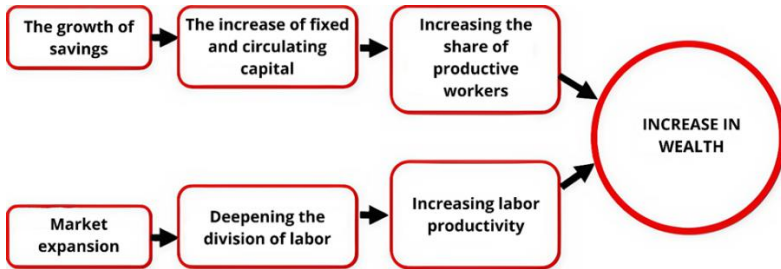 The growth of
savings
The increase of fixed
and circulating
capital
Increasing the
share of
productive
workers
INCREASE IN
WEALTH
Market
expansion
Deepening the
division of labor
Increasing labor
productivity